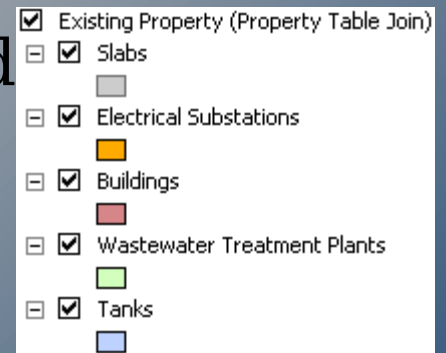 Existing Property (Property Table Join)
Slabs
Electrical Substations
Buildings
Wastewater Treatment Plants
Tanks